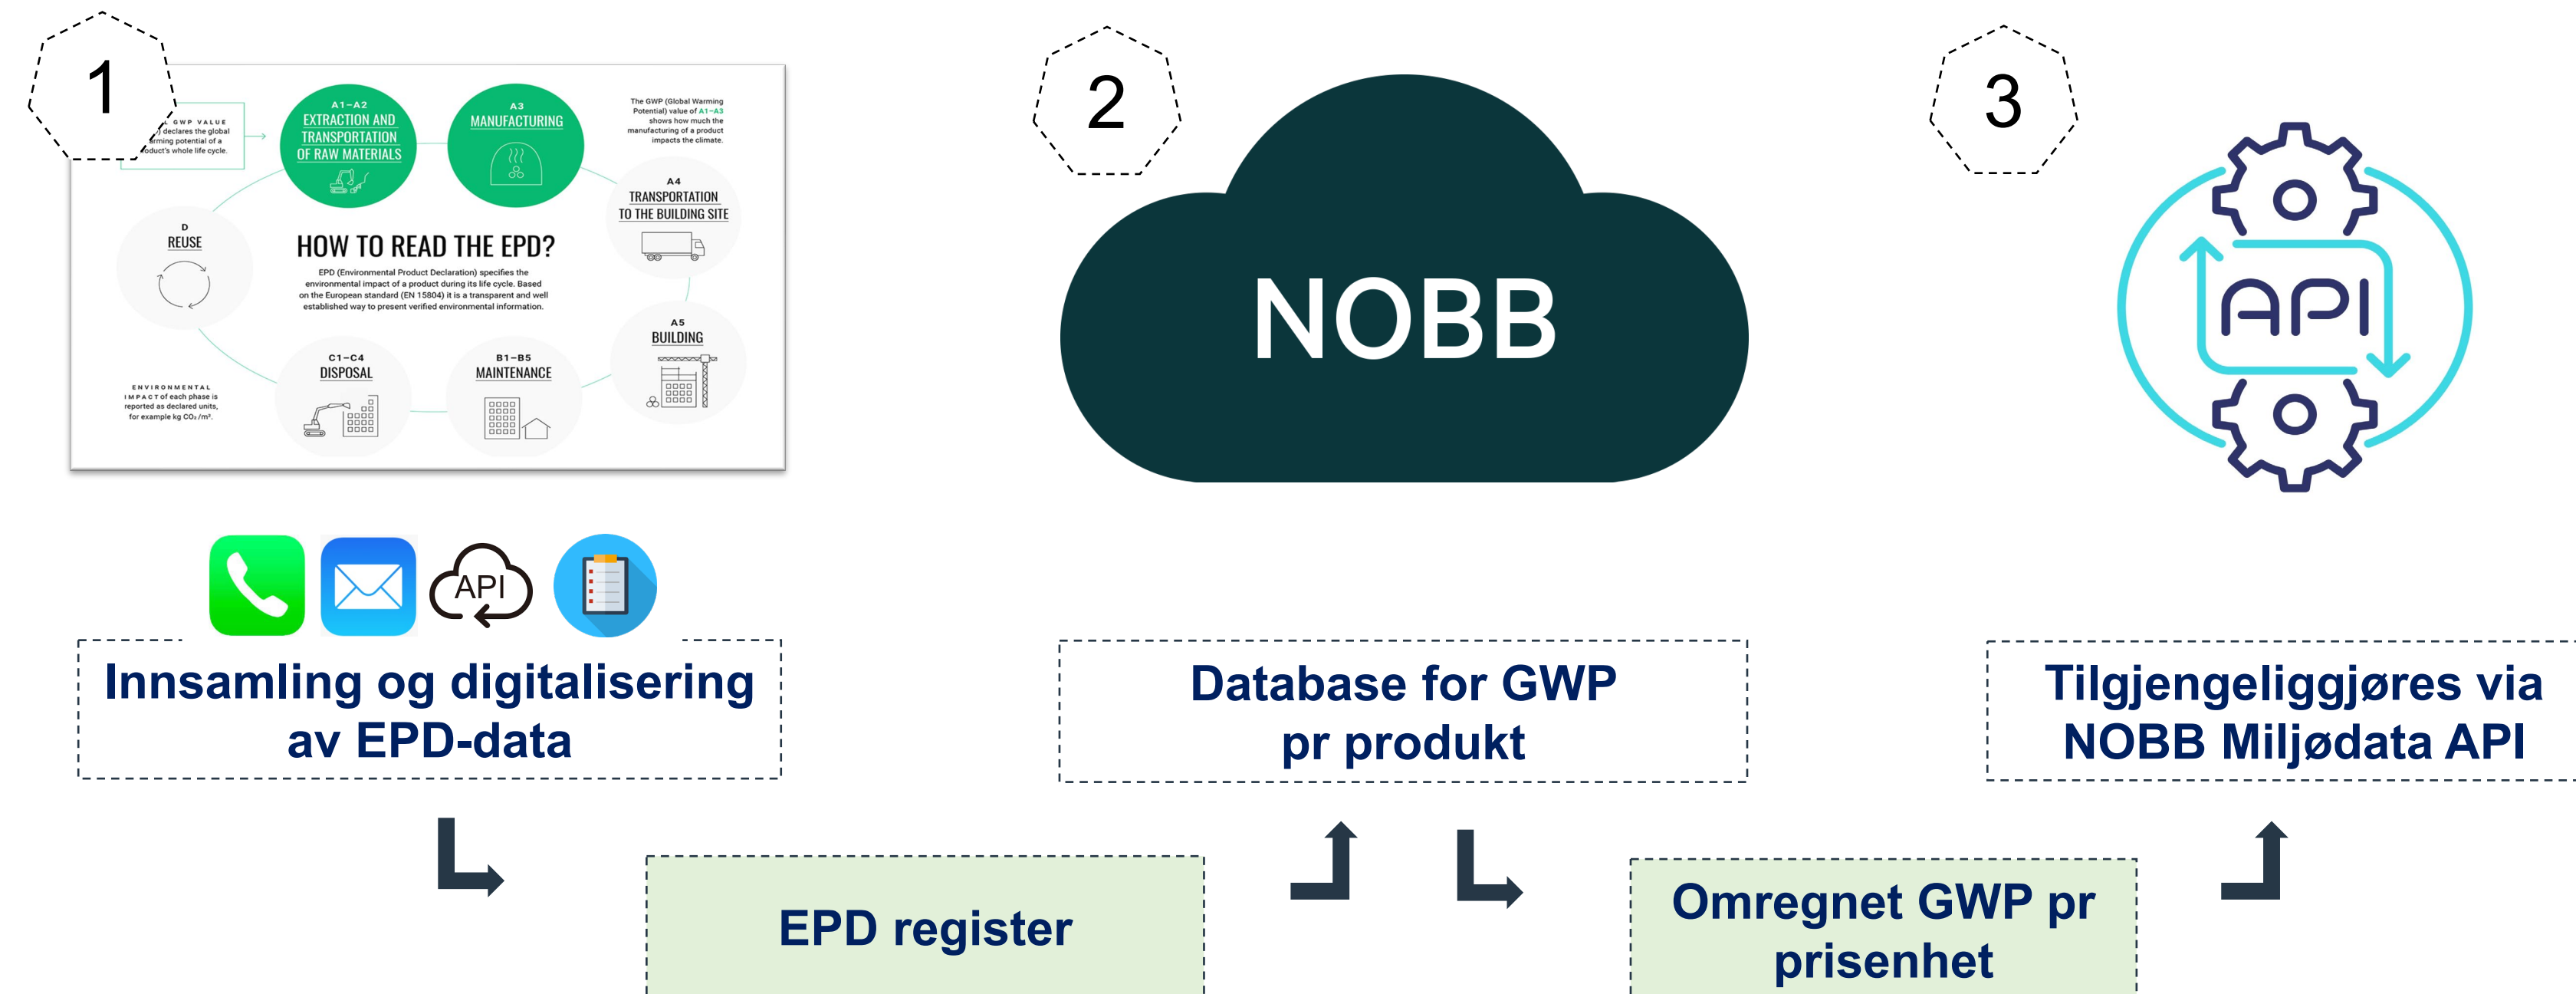 1
GWP VALUE
declares the global
potential of a
whole life cycle.
A1–A2
EXTRACTION AND
TRANSPORTATION
OF RAW MATERIALS
A3
MANUFACTURING
The GWP (Global Warming
Potential) value of A1–A3
shows how much the
manufacturing of a product
impacts the climate.
A4
TRANSPORTATION
TO THE BUILDING SITE
D
REUSE
HOW TO READ THE EPD?
EPD (Environmental Product Declaration) specifies the
environmental impact of a product during its life cycle. Based
on the European standard (EN 15804) it is a transparent and well
established way to present verified environmental information.
A5
BUILDING
C1–C4
DISPOSAL
B1–B5
MAINTENANCE
ENVIRONMENTAL
IMPACT of each phase is
reported as declared units,
for example kg CO₂/m².
API
Innsamling og digitalisering
av EPD-data
2
NOBB
Database for GWP
pr produkt
3
API
Tilgjengeliggjøres via
NOBB Miljødata API
EPD register
Omregnet GWP pr
prisenhet